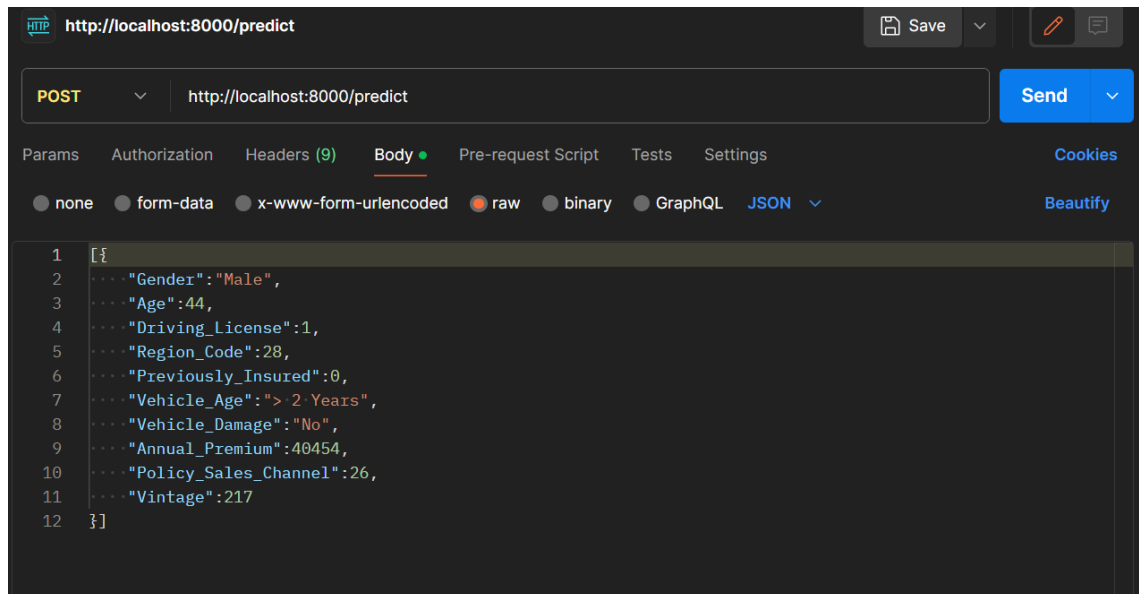 HTTP http://localhost:8000/predict Save
POST http://localhost:8000/predict Send
Params Authorization Headers (9) Body Pre-request Script Tests Settings Cookies
none form-data x-www-form-urlencoded raw binary GraphQL JSON Beautify
1 [{
2 "Gender":"Male",
3 "Age":44,
4 "Driving_License":1,
5 "Region_Code":28,
6 "Previously_Insured":0,
7 "Vehicle_Age":"> 2 Years",
8 "Vehicle_Damage":"No",
9 "Annual_Premium":40454,
10 "Policy_Sales_Channel":26,
11 "Vintage":217
12 }]